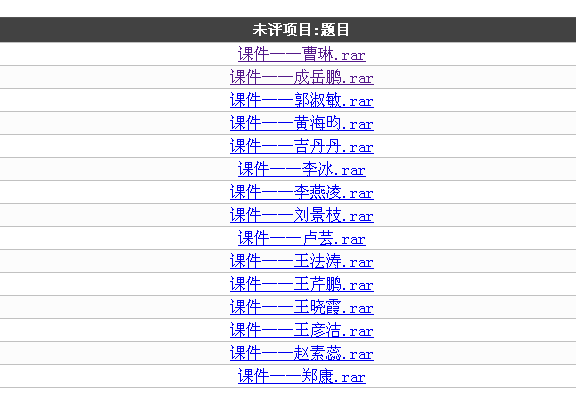 未评项目:题目
课件——曹琳.rar
课件——成岳鹏.rar
课件——郭淑敏.rar
课件——黄海昀.rar
课件——吉丹丹.rar
课件——李冰.rar
课件——李燕凌.rar
课件——刘景枝.rar
课件——卢芸.rar
课件——王法涛.rar
课件——王芹鹏.rar
课件——王晓霞.rar
课件——王彦洁.rar
课件——赵素蕊.rar
课件——郑康.rar